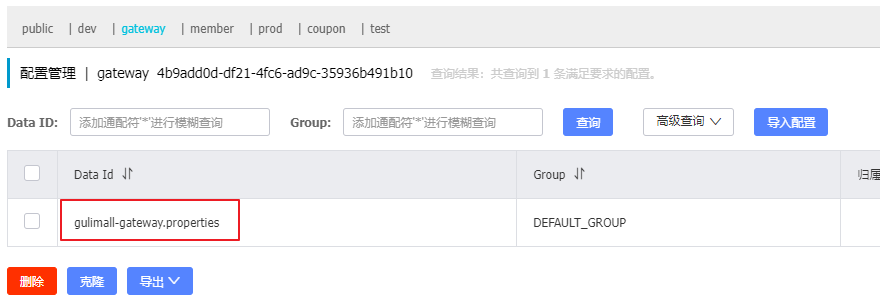 public | dev | gateway | member | prod | coupon | test
配置管理 | gateway 4b9add0d-df21-4fc6-ad9c-35936b491b10 查询结果：共查询到 1 条满足要求的配置。
Data ID: 添加通配符'*'进行模糊查询 Group: 添加通配符'*'进行模糊查询 查询 高级查询 导入配置
Data Id Group 归属
gulimall-gateway.properties DEFAULT_GROUP
删除 克隆 导出